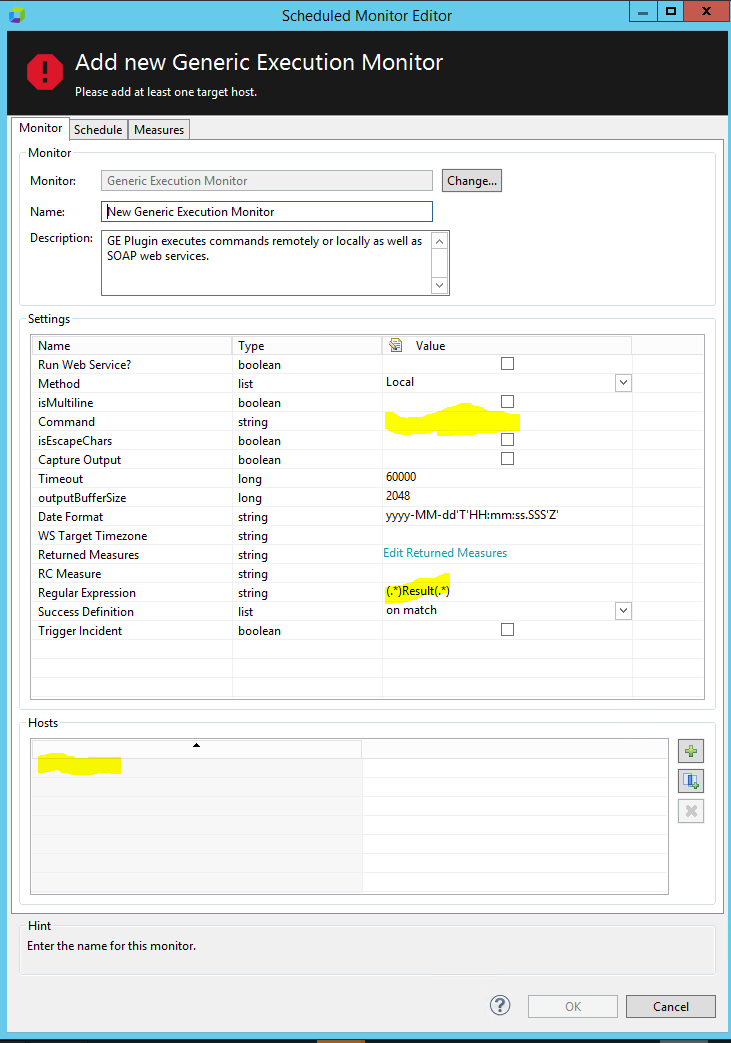 Scheduled Monitor Editor
Add new Generic Execution Monitor
Please add at least one target host.
Monitor Schedule Measures
Monitor
Monitor: Generic Execution Monitor Change...
Name: New Generic Execution Monitor
Description: GE Plugin executes commands remotely or locally as well as
SOAP web services.
Settings
Name Type Value
Run Web Service? boolean
Method list Local
isMultiline boolean
Command string
isEscapeChars boolean
Capture Output boolean
Timeout long 60000
outputBufferSize long 2048
Date Format string yyyy-MM-dd'T'HH:mm:ss.SSS'Z'
WS Target Timezone string
Returned Measures string Edit Returned Measures
RC Measure string
Regular Expression string (.*)Result(.*)
Success Definition list on match
Trigger Incident boolean
Hosts
Hint
Enter the name for this monitor.
? OK Cancel